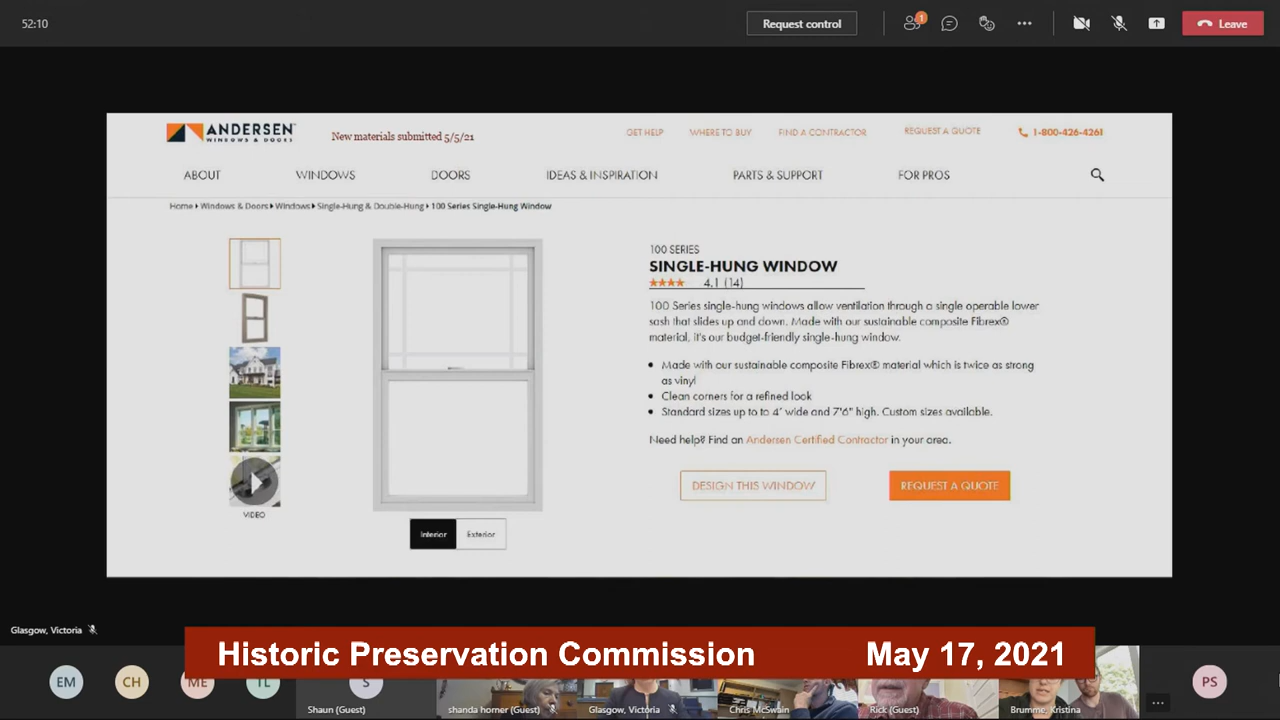 52:10
Request control
1
Leave
ANDERSEN
WINDOWS & DOORS
New materials submitted 5/5/21
GET HELP
WHERE TO BUY
FIND A CONTRACTOR
REQUEST A QUOTE
1-800-426-4261
ABOUT
WINDOWS
DOORS
IDEAS & INSPIRATION
PARTS & SUPPORT
FOR PROS
Home Windows & Doors Windows Single-Hung & Double-Hung 100 Series Single-Hung Window
100 SERIES
SINGLE-HUNG WINDOW
4.1 (14)
100 Series single-hung windows allow ventilation through a single operable lower
sash that slides up and down. Made with our sustainable composite Fibrex®
material, it's our budget-friendly single-hung window.
Made with our sustainable composite Fibrex® material which is twice as strong
as vinyl
Clean corners for a refined look
Standard sizes up to to 4' wide and 7'6" high. Custom sizes available.
Need help? Find an Andersen Certified Contractor in your area.
DESIGN THIS WINDOW
REQUEST A QUOTE
VIDEO
Interior
Exterior
Glasgow, Victoria
Historic Preservation Commission
May 17, 2021
EM
CH
ME
TL
S
PS
Shaun (Guest)
shanda horner (Guest)
Glasgow, Victoria
Chris McSwain
Rick (Guest)
Brumme, Kristina